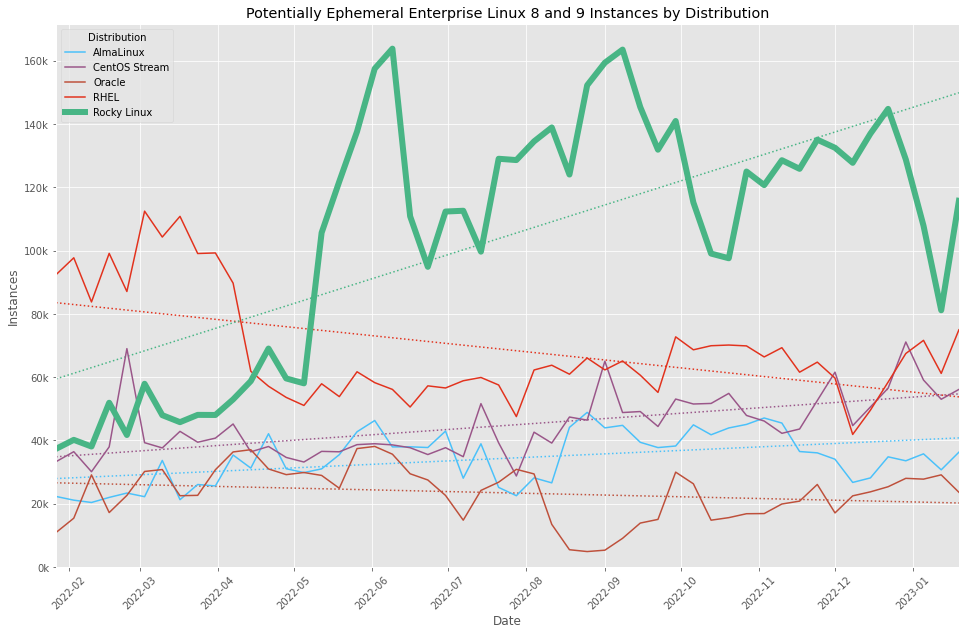 Potentially Ephemeral Enterprise Linux 8 and 9 Instances by Distribution
Distribution
AlmaLinux
CentOS Stream
Oracle
RHEL
Rocky Linux
160k
140k
120k
100k
80k
60k
40k
20k
0k
Instances
2022-02
2022-03
2022-04
2022-05
2022-06
2022-07
2022-08
2022-09
2022-10
2022-11
2022-12
2023-01
Date